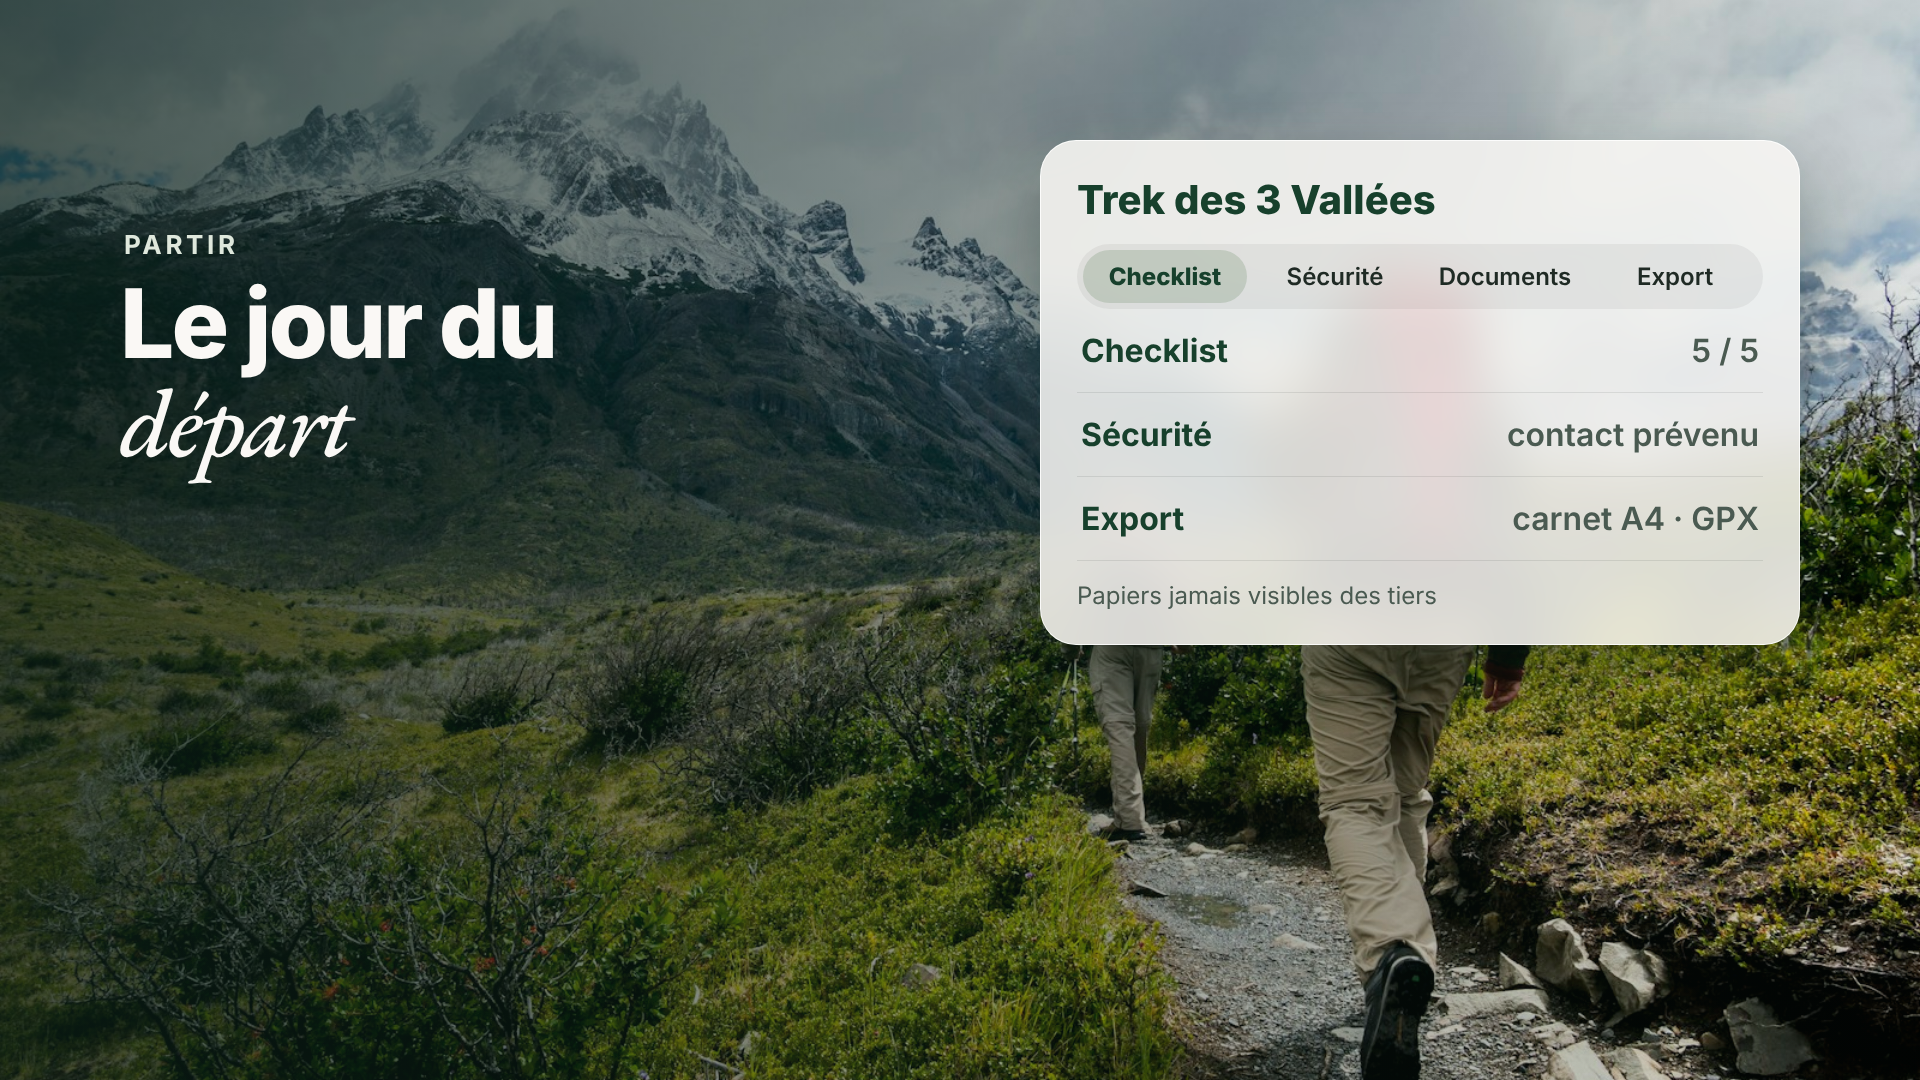 PARTIR
Le jour du
départ
Trek des 3 Vallées
Checklist Sécurité Documents Export
Checklist 5 / 5
Sécurité contact prévenu
Export carnet A4 · GPX
Papiers jamais visibles des tiers